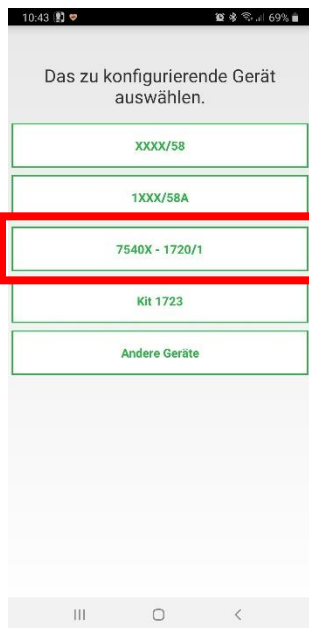 10:43
69%
Das zu konfigurierende Gerät
auswählen.
XXXX/58
1XXX/58A
7540X - 1720/1
Kit 1723
Andere Geräte